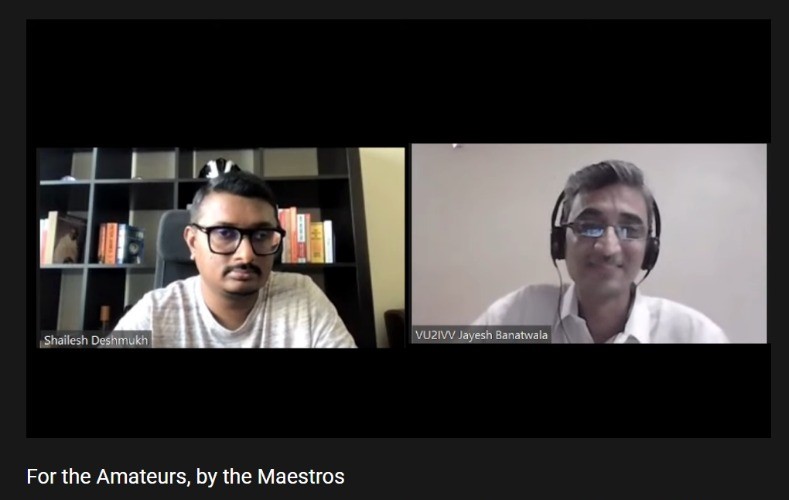 Shailesh Deshmukh
VU2IVV Jayesh Banatwala
For the Amateurs, by the Maestros